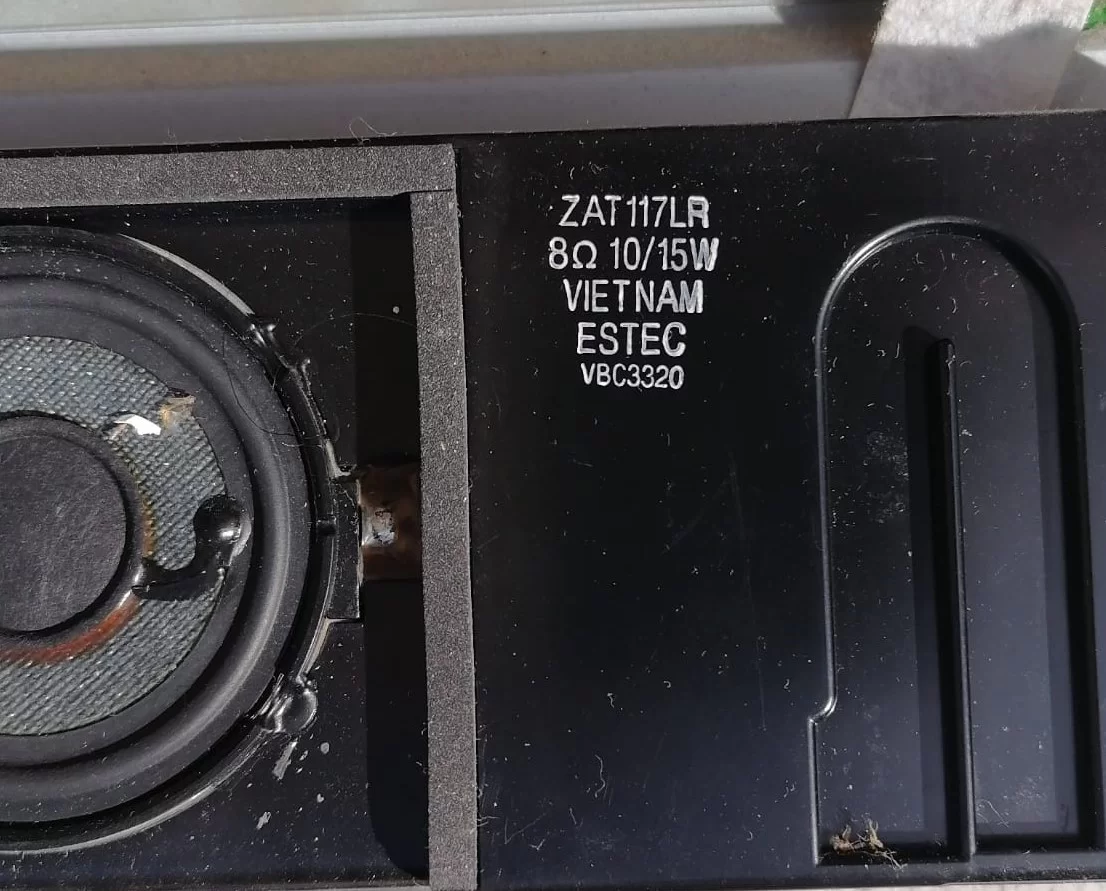 ZAT117LR
8Ω 10/15W
VIETNAM
ESTEC
VBC3320